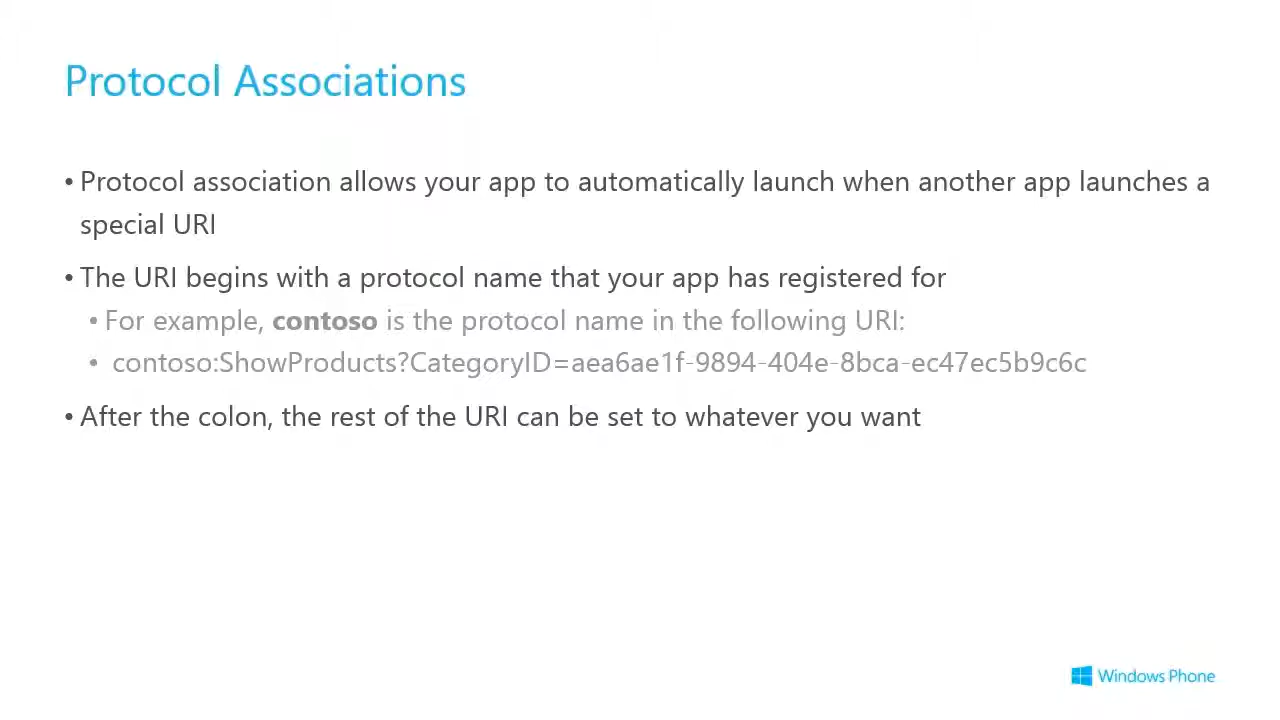 Protocol Associations
• Protocol association allows your app to automatically launch when another app launches a
special URI
• The URI begins with a protocol name that your app has registered for
• For example, contoso is the protocol name in the following URI:
• contoso:ShowProducts?CategoryID=aea6ae1f-9894-404e-8bca-ec47ec5b9c6c
• After the colon, the rest of the URI can be set to whatever you want
Windows Phone